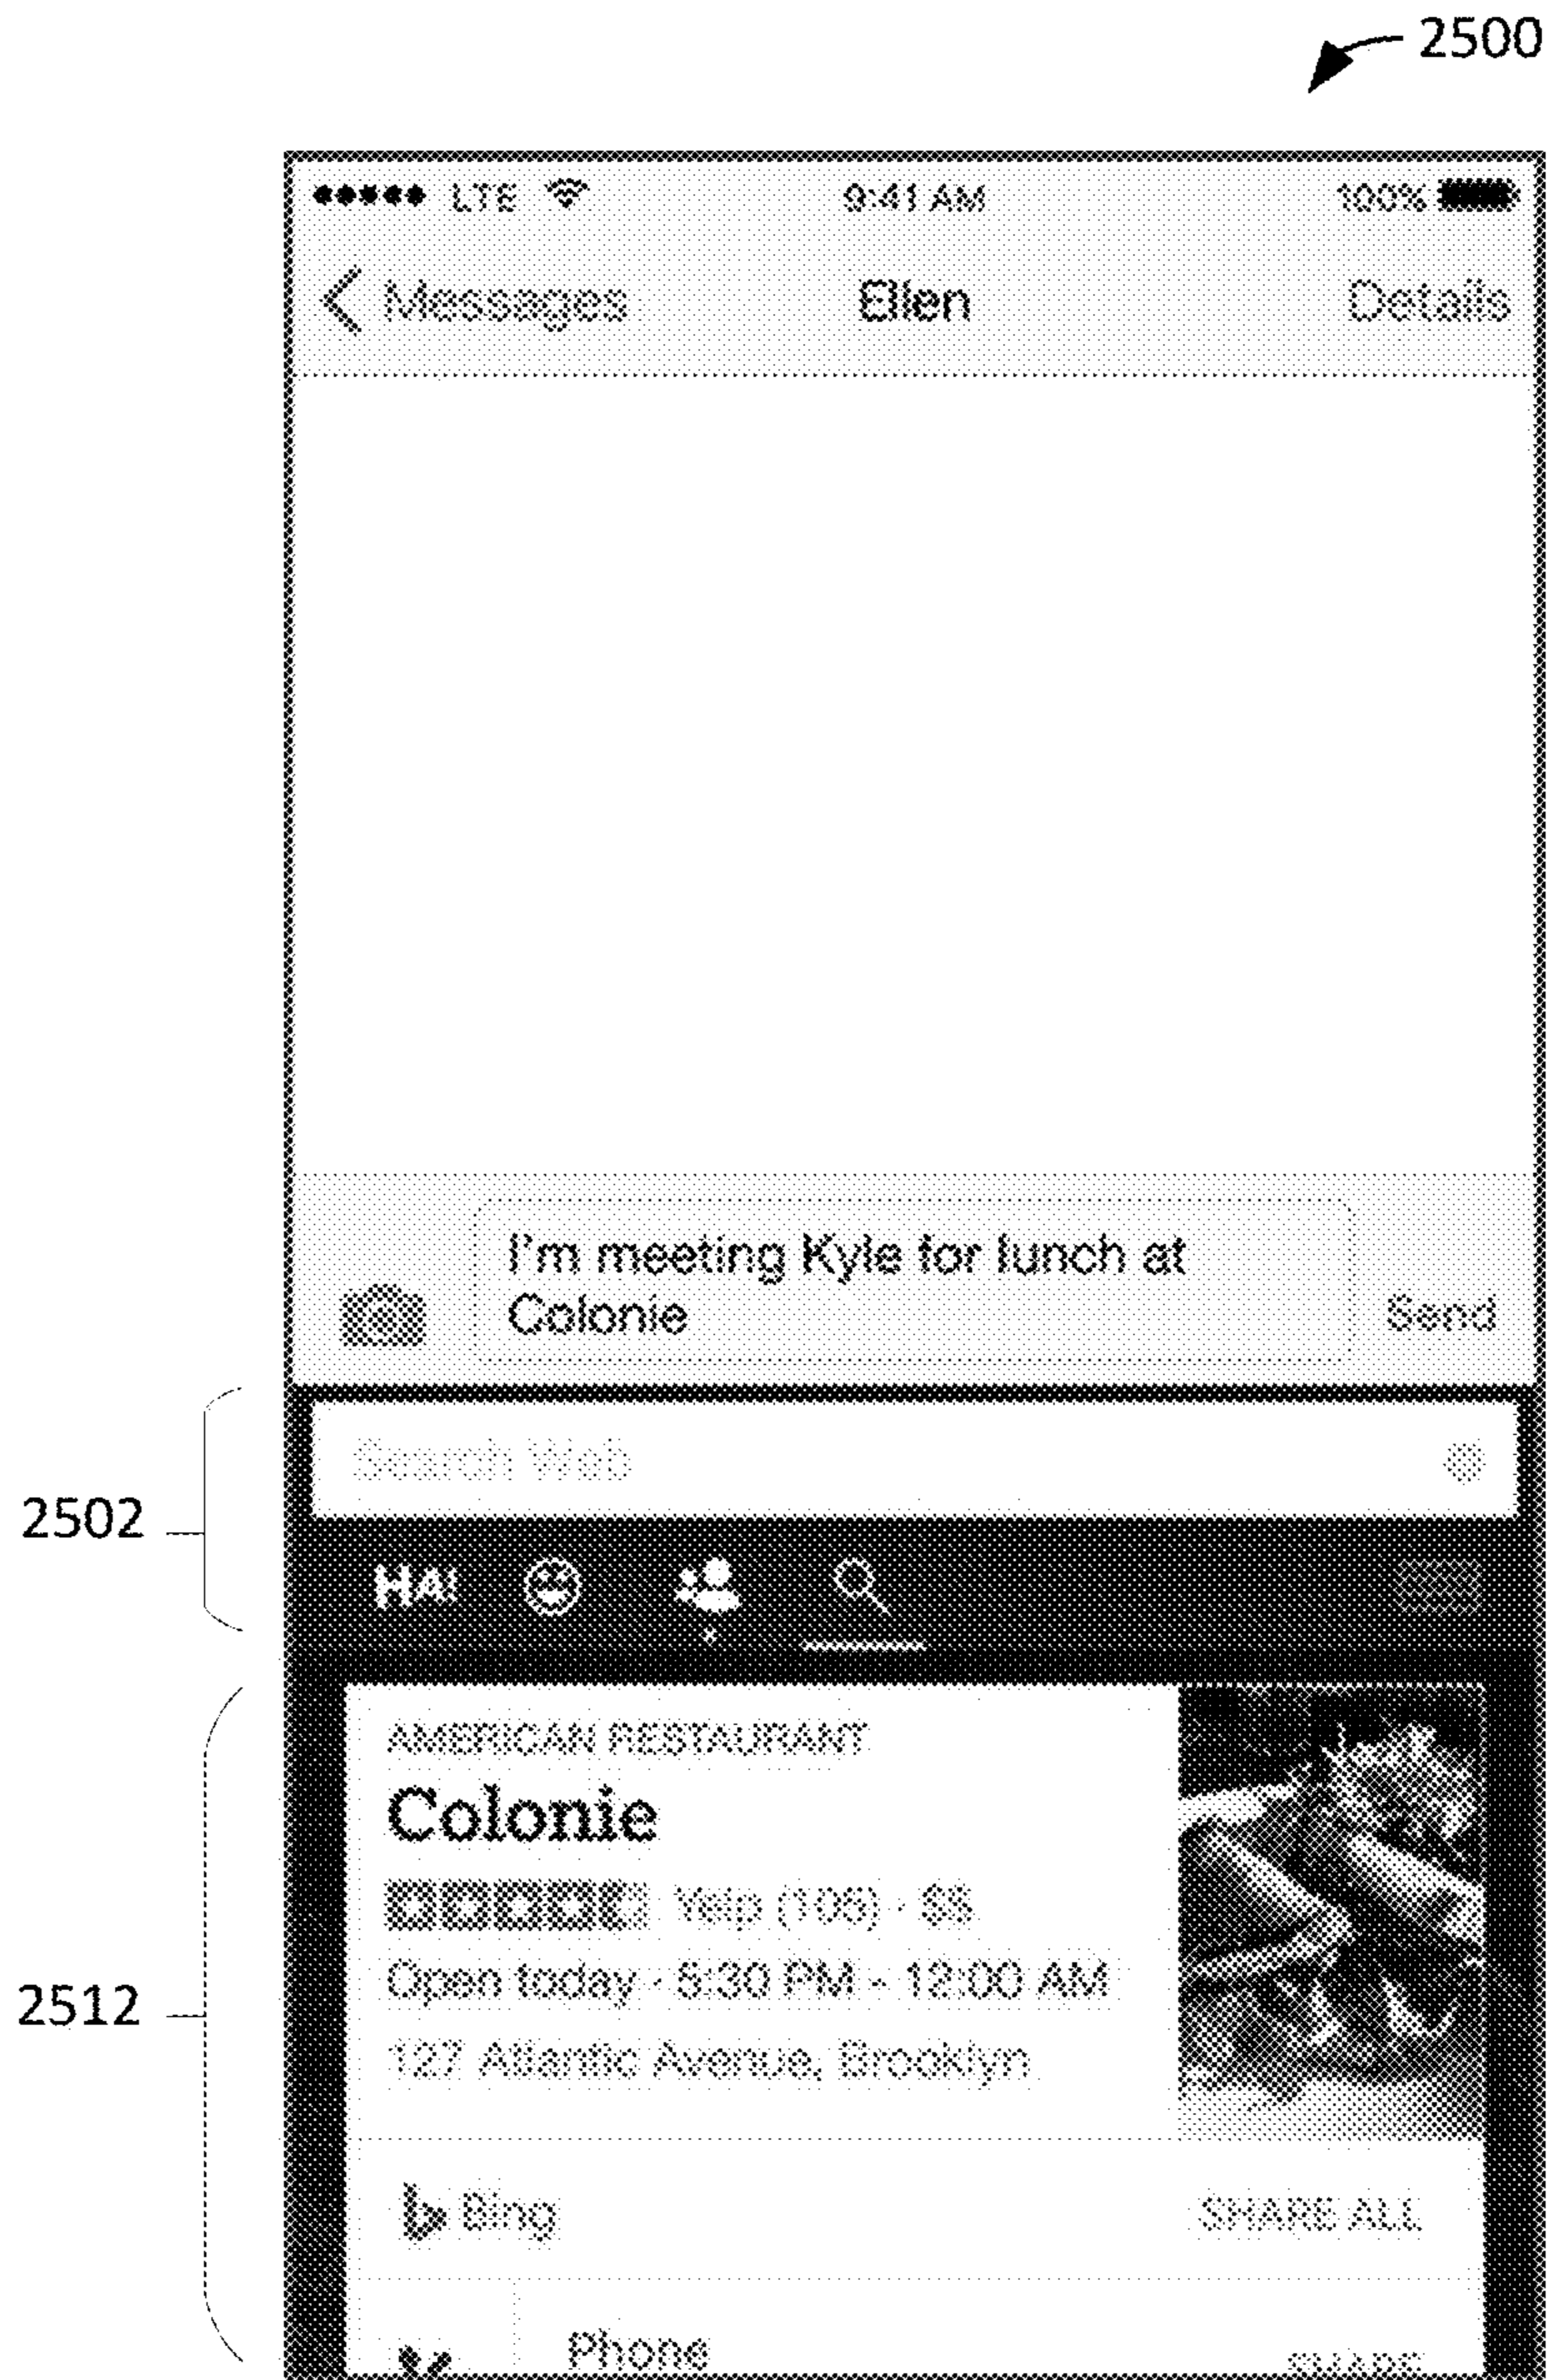 2500
LTE 9:41 AM 100%
Messages Ellen Details
I'm meeting Kyle for lunch at
Colonie
Send
2502
Search Web
HA!
AMERICAN RESTAURANT
Colonie
Yelp (105) · $$
Open today · 5:30 PM - 12:00 AM
2512
127 Atlantic Avenue, Brooklyn
Bing SHARE ALL
Phone SHARE